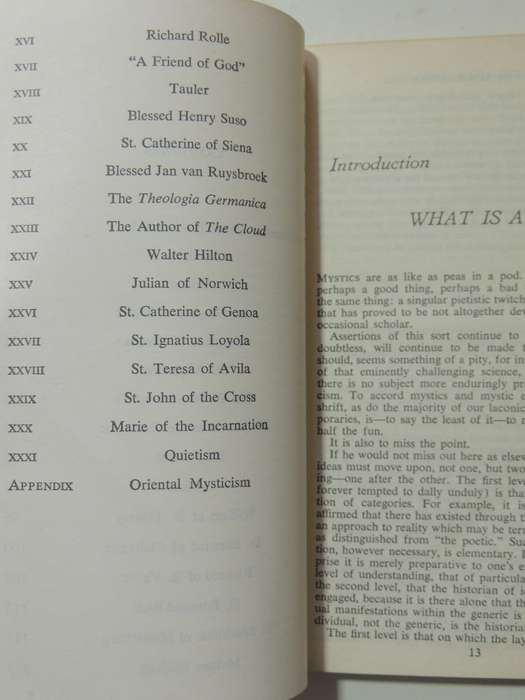 XVI Richard Rolle
XVII "A Friend of God"
XVIII Tauler
XIX Blessed Henry Suso
XX St. Catherine of Siena
XXI Blessed Jan van Ruysbroek
XXII The Theologia Germanica
XXIII The Author of The Cloud
XXIV Walter Hilton
XXV Julian of Norwich
XXVI St. Catherine of Genoa
XXVII St. Ignatius Loyola
XXVIII St. Teresa of Avila
XXIX St. John of the Cross
XXX Marie of the Incarnation
XXXI Quietism
APPENDIX Oriental Mysticism
Introduction
WHAT IS A
MYSTICS are as like as peas in a pod.
perhaps a good thing, perhaps a bad
the same thing: a singular pietistic twitch
that has proved to be not altogether dev
occasional scholar.
Assertions of this sort continue to
doubtless, will continue to be made
should, seems something of a pity, for in
of that eminently challenging science,
there is no subject more enduringly pr
cism. To accord mystics and mystic e
shrift, as do the majority of our laconic
poraries, is—to say the least of it—to
half the fun.
It is also to miss the point.
If he would not miss out here as elsew
ideas must move upon, not one, but two
ing—one after the other. The first leve
forever tempted to daily unduly) is tha
tion of categories. For example, it is
affirmed that there has existed through t
an approach to reality which may be term
as distinguished from "the poetic." Su
tion, however necessary, is elementary.
prise it is merely preparative to one's e
level of understanding, that of particula
the second level, that the historian of i
engaged, because it is there alone that th
ual manifestations within the generic is
dividual, not the generic, is the historia
The first level is that on which the lay
13